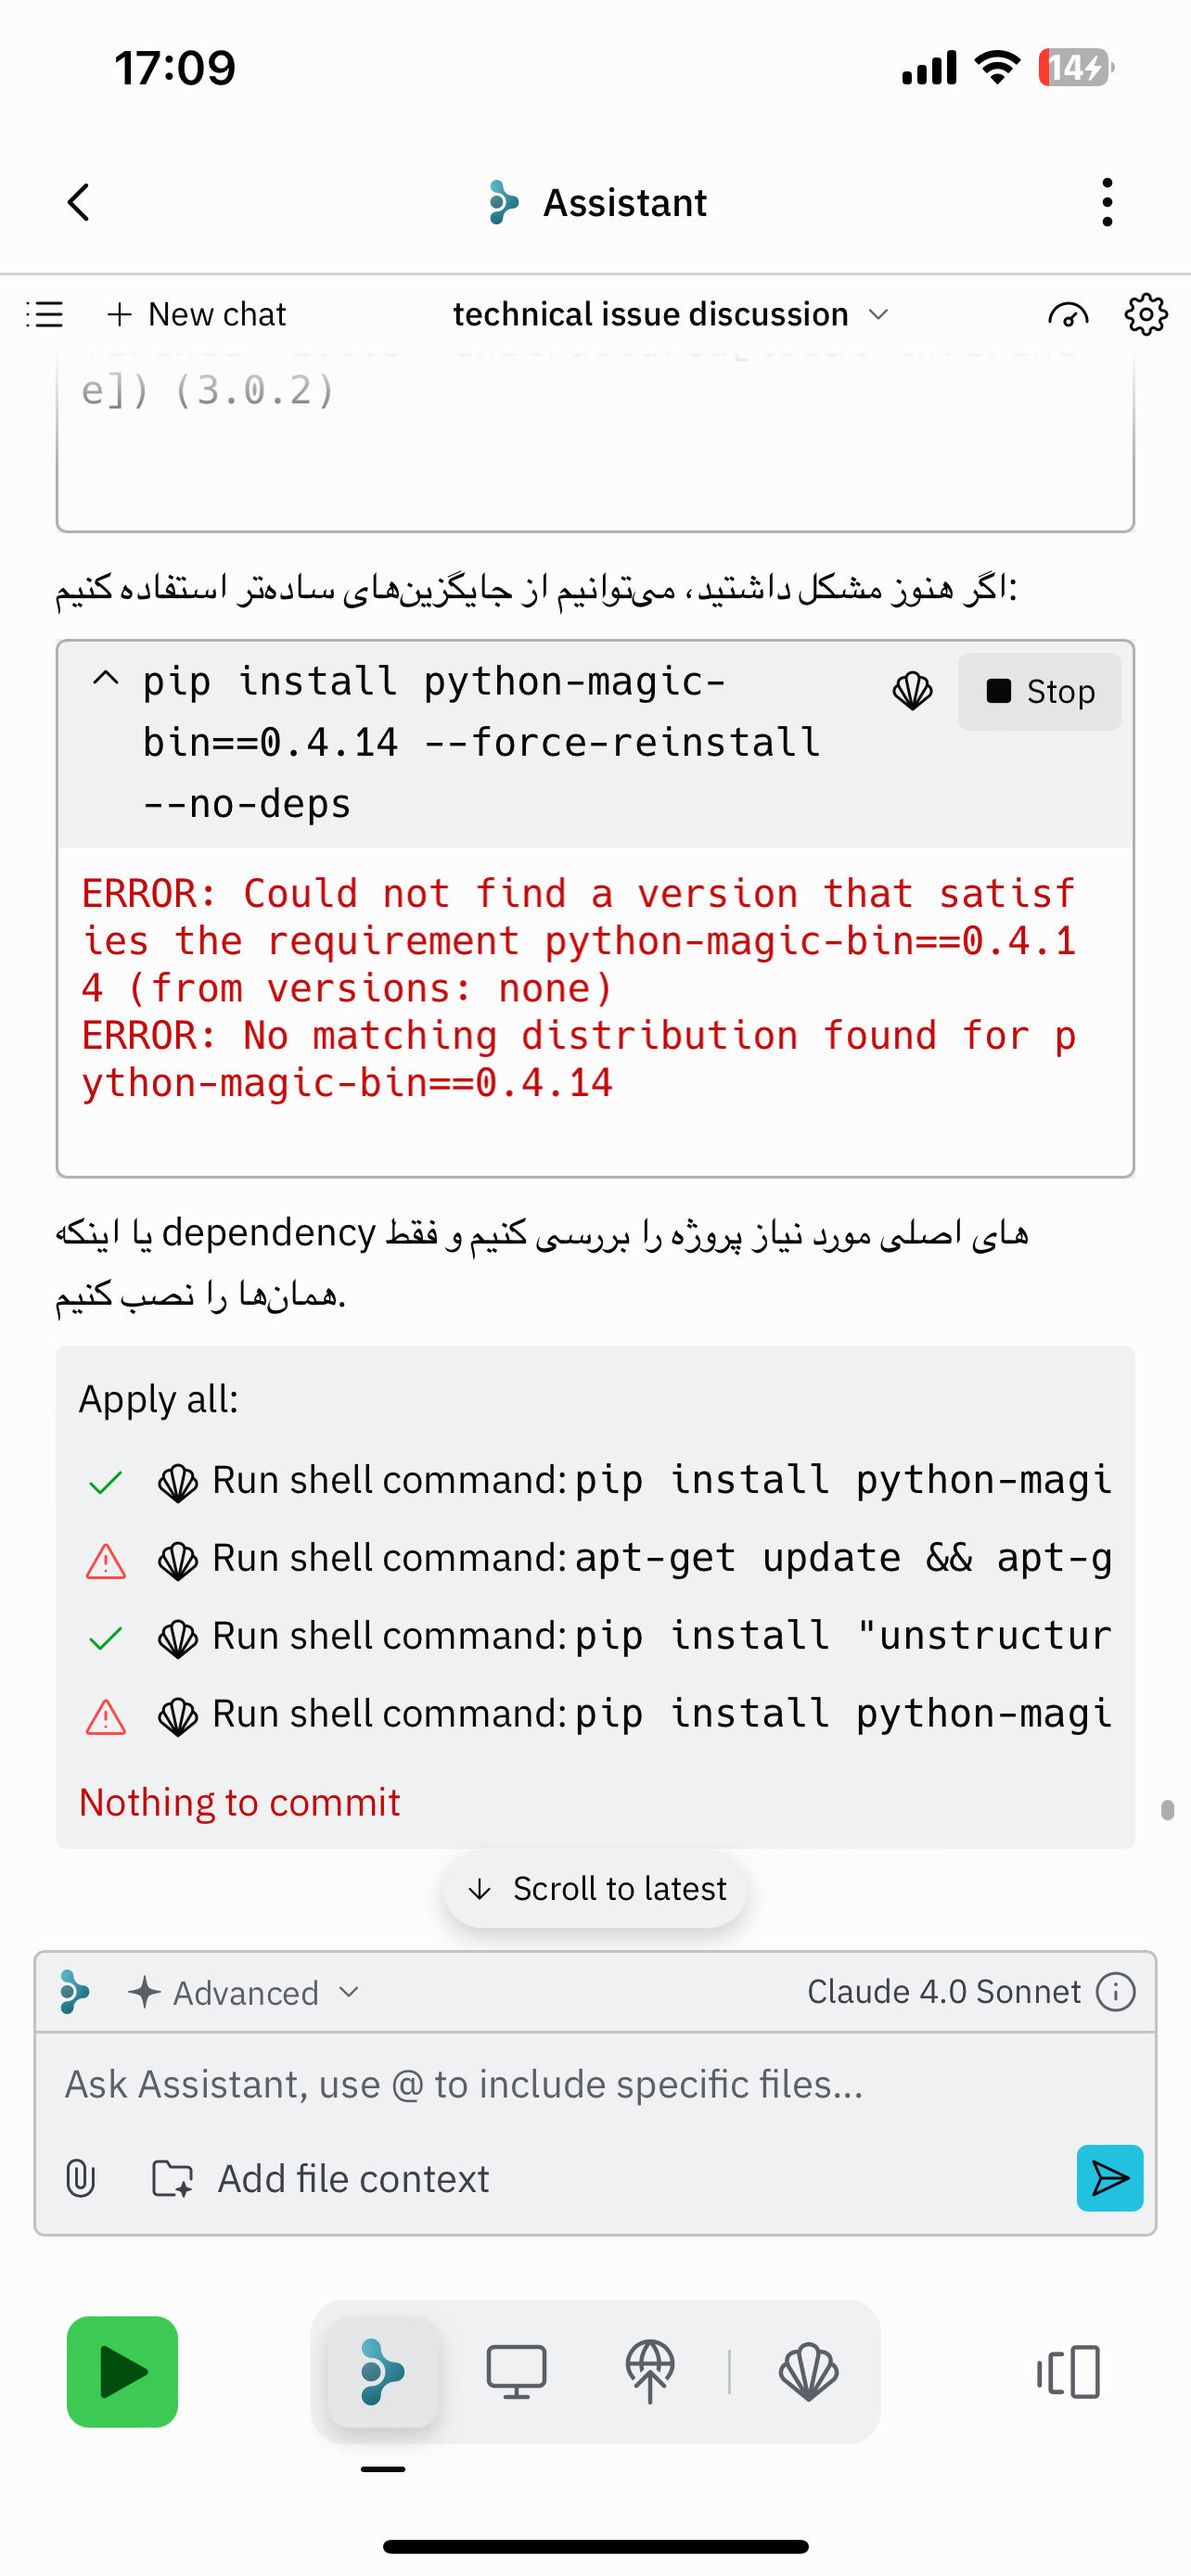 17:09
14
Assistant
New chat
technical issue discussion
e]) (3.0.2)
اگر هنوز مشکل داشتید، می‌توانیم از جایگزین‌های ساده‌تر استفاده کنیم:
pip install python-magic-
bin==0.4.14 --force-reinstall
--no-deps
Stop
ERROR: Could not find a version that satisf
ies the requirement python-magic-bin==0.4.1
4 (from versions: none)
ERROR: No matching distribution found for p
ython-magic-bin==0.4.14
یا اینکه dependency های اصلی مورد نیاز پروژه را بررسی کنیم و فقط
همان‌ها را نصب کنیم.
Apply all:
Run shell command: pip install python-magi
Run shell command: apt-get update && apt-g
Run shell command: pip install "unstructur
Run shell command: pip install python-magi
Nothing to commit
Scroll to latest
Advanced
Claude 4.0 Sonnet
Ask Assistant, use @ to include specific files...
Add file context